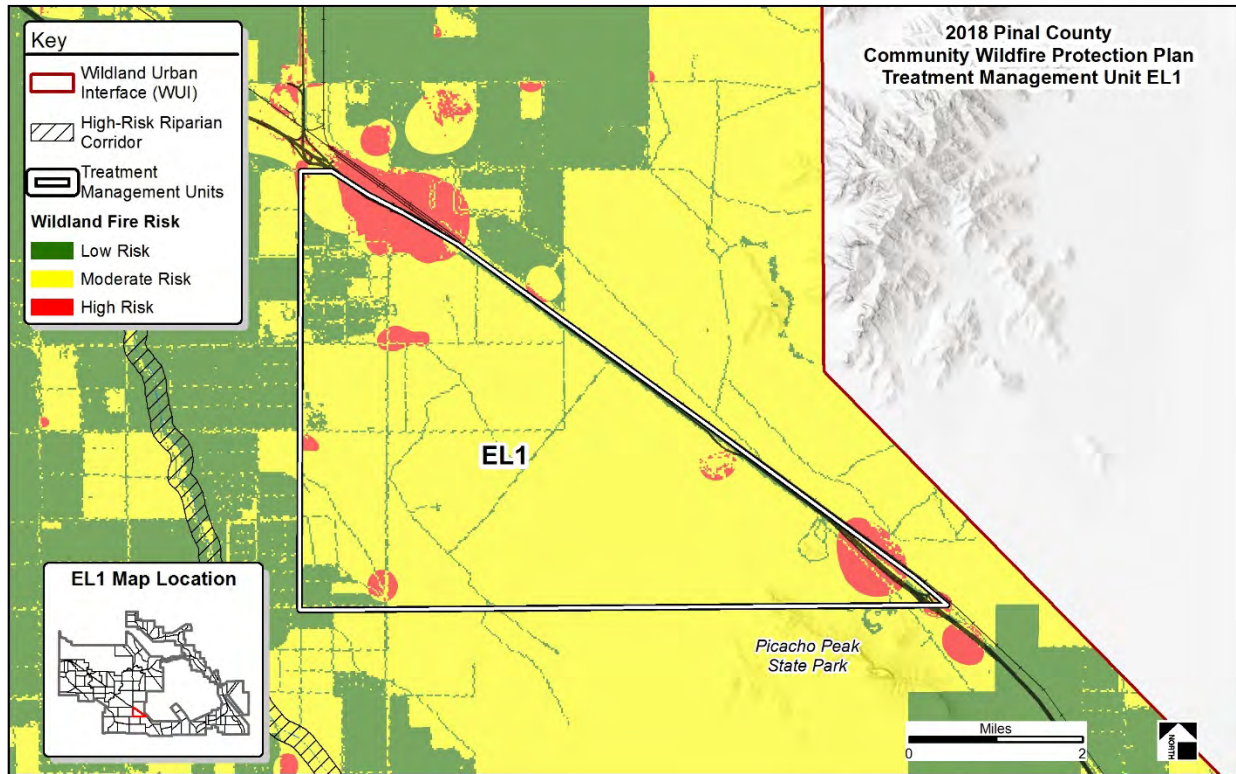 Key
Wildland Urban
Interface (WUI)
High-Risk Riparian
Corridor
Treatment
Management Units
Wildland Fire Risk
Low Risk
Moderate Risk
High Risk
2018 Pinal County
Community Wildfire Protection Plan
Treatment Management Unit EL1
EL1
EL1 Map Location
Picacho Peak
State Park
Miles
0
2
NORTH